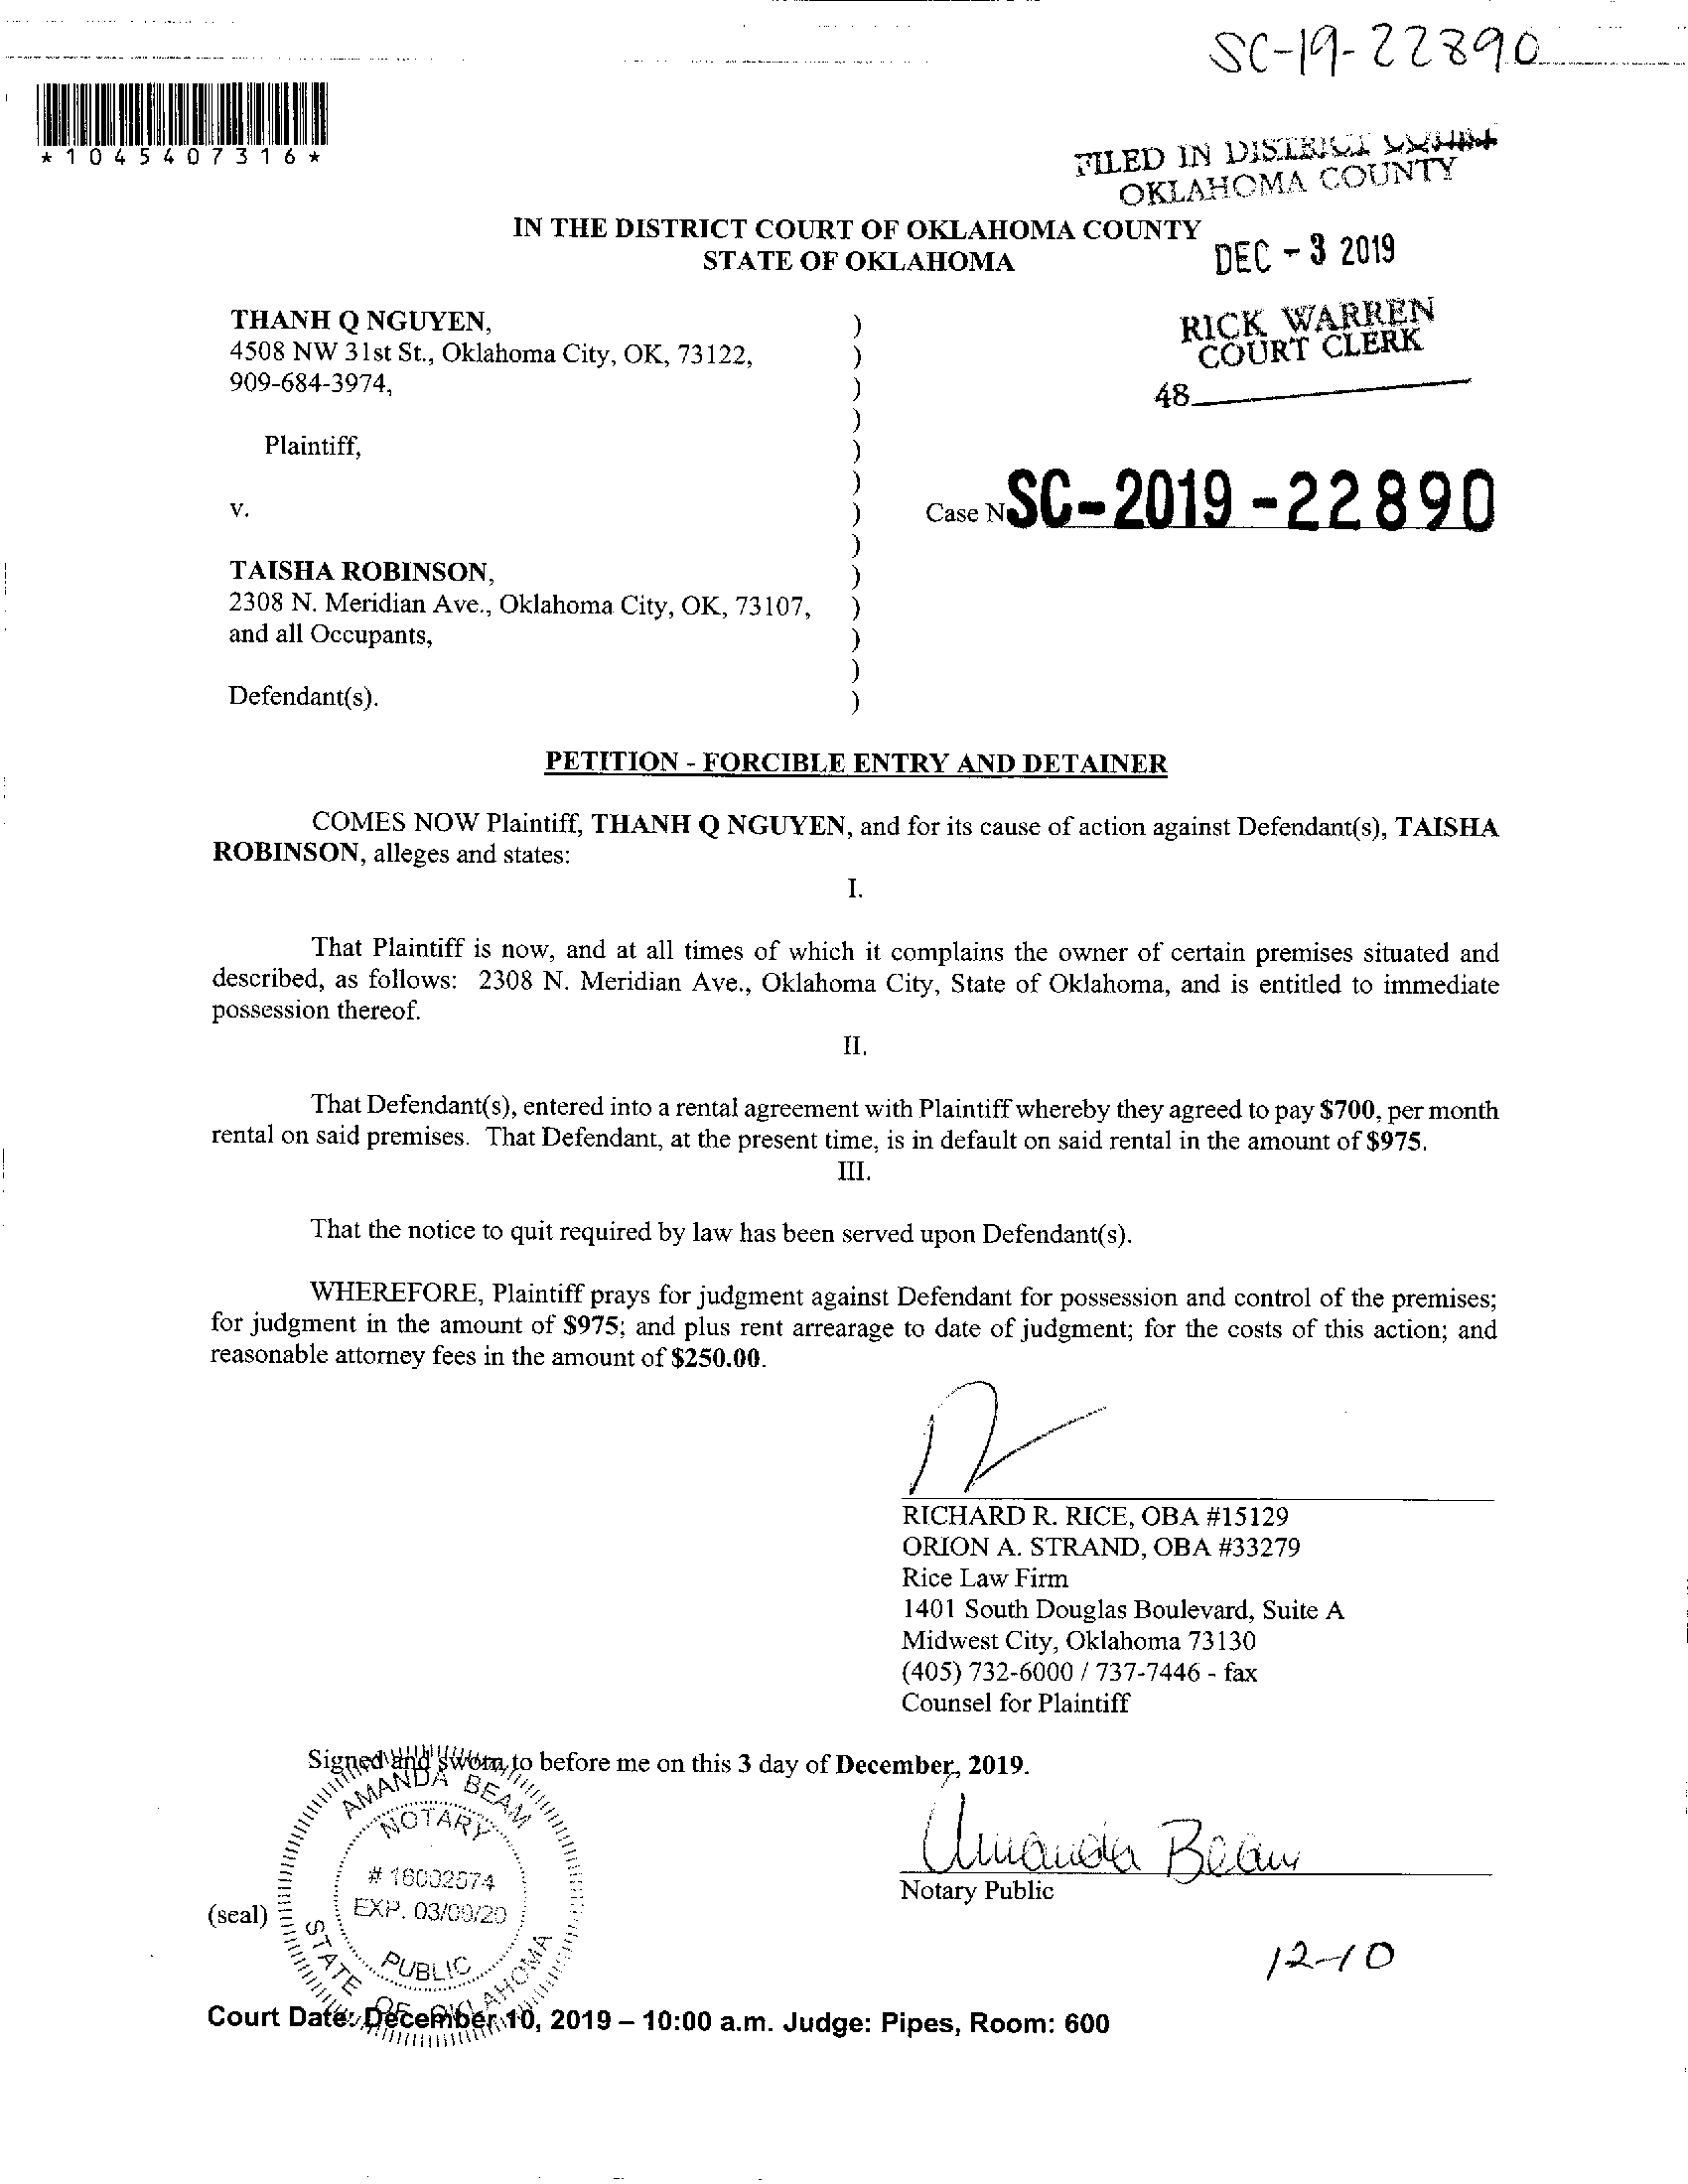 SC-19-22890
*1045407316*
FILED IN DISTRICT COURT
OKLAHOMA COUNTY
IN THE DISTRICT COURT OF OKLAHOMA COUNTY
STATE OF OKLAHOMA
DEC - 3 2019
RICK WARREN
COURT CLERK
48
THANH Q NGUYEN, )
4508 NW 31st St., Oklahoma City, OK, 73122, )
909-684-3974, )
)
Plaintiff, )
)
v. ) Case N SC-2019-22890
)
TAISHA ROBINSON, )
2308 N. Meridian Ave., Oklahoma City, OK, 73107, )
and all Occupants, )
)
Defendant(s). )
PETITION - FORCIBLE ENTRY AND DETAINER
COMES NOW Plaintiff, THANH Q NGUYEN, and for its cause of action against Defendant(s), TAISHA
ROBINSON, alleges and states:
I.
That Plaintiff is now, and at all times of which it complains the owner of certain premises situated and
described, as follows: 2308 N. Meridian Ave., Oklahoma City, State of Oklahoma, and is entitled to immediate
possession thereof.
II.
That Defendant(s), entered into a rental agreement with Plaintiff whereby they agreed to pay $700, per month
rental on said premises. That Defendant, at the present time, is in default on said rental in the amount of $975.
III.
That the notice to quit required by law has been served upon Defendant(s).
WHEREFORE, Plaintiff prays for judgment against Defendant for possession and control of the premises;
for judgment in the amount of $975; and plus rent arrearage to date of judgment; for the costs of this action; and
reasonable attorney fees in the amount of $250.00.
RICHARD R. RICE, OBA #15129
ORION A. STRAND, OBA #33279
Rice Law Firm
1401 South Douglas Boulevard, Suite A
Midwest City, Oklahoma 73130
(405) 732-6000 / 737-7446 - fax
Counsel for Plaintiff
Signed and sworn to before me on this 3 day of December, 2019.
AMANDA BEAM
NOTARY
# 16002574
EXP. 03/09/20
PUBLIC
STATE OF OKLAHOMA
Amanda Beam
Notary Public
(seal)
12-10
Court Date: December 10, 2019 – 10:00 a.m. Judge: Pipes, Room: 600